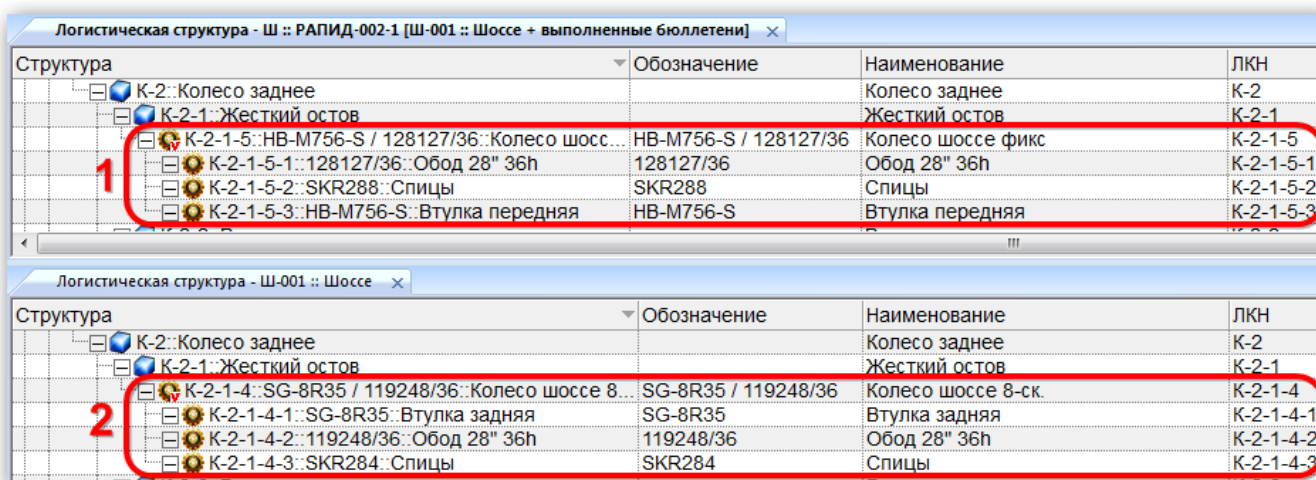 Логистическая структура - Ш :: РАПИД-002-1 [Ш-001 :: Шоссе + выполненные бюллетени]
Структура Обозначение Наименование ЛКН
К-2::Колесо заднее Колесо заднее К-2
К-2-1::Жесткий остов Жесткий остов К-2-1
К-2-1-5::HB-M756-S / 128127/36::Колесо шосс... HB-M756-S / 128127/36 Колесо шоссе фикс К-2-1-5
1
К-2-1-5-1::128127/36::Обод 28" 36h 128127/36 Обод 28" 36h К-2-1-5-1
К-2-1-5-2::SKR288::Спицы SKR288 Спицы К-2-1-5-2
К-2-1-5-3::HB-M756-S::Втулка передняя HB-M756-S Втулка передняя К-2-1-5-3
Логистическая структура - Ш-001 :: Шоссе
Структура Обозначение Наименование ЛКН
К-2::Колесо заднее Колесо заднее К-2
К-2-1::Жесткий остов Жесткий остов К-2-1
К-2-1-4::SG-8R35 / 119248/36::Колесо шоссе 8... SG-8R35 / 119248/36 Колесо шоссе 8-ск. К-2-1-4
2
К-2-1-4-1::SG-8R35::Втулка задняя SG-8R35 Втулка задняя К-2-1-4-1
К-2-1-4-2::119248/36::Обод 28" 36h 119248/36 Обод 28" 36h К-2-1-4-2
К-2-1-4-3::SKR284::Спицы SKR284 Спицы К-2-1-4-3